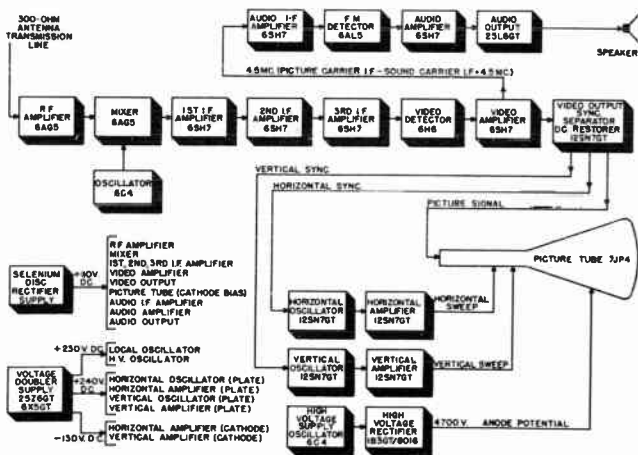 300-OHM
ANTENNA
TRANSMISSION
LINE
AUDIO I-F
AMPLIFIER
6SH7
F M
DETECTOR
6AL5
AUDIO
AMPLIFIER
6SH7
AUDIO
OUTPUT
25L6GT
SPEAKER
4.5MC (PICTURE CARRIER I.F - SOUND CARRIER I.F = 4.5 MC)
R F
AMPLIFIER
6AG5
MIXER
6AG5
1ST I.F
AMPLIFIER
6SH7
2ND I.F
AMPLIFIER
6SH7
3RD I.F
AMPLIFIER
6SH7
VIDEO
DETECTOR
6H6
VIDEO
AMPLIFIER
6SH7
VIDEO OUTPUT
SYNC
SEPARATOR
DC RESTORER
12SN7GT
OSCILLATOR
6C4
VERTICAL SYNC
HORIZONTAL SYNC
PICTURE SIGNAL
PICTURE TUBE 7JP4
SELENIUM
DISC
RECTIFIER
SUPPLY
+110V
DC
R F AMPLIFIER
MIXER
1ST, 2ND, 3RD I.F. AMPLIFIER
VIDEO AMPLIFIER
VIDEO OUTPUT
PICTURE TUBE (CATHODE BIAS)
AUDIO I.F AMPLIFIER
AUDIO AMPLIFIER
AUDIO OUTPUT
HORIZONTAL
OSCILLATOR
12SN7GT
HORIZONTAL
AMPLIFIER
12SN7GT
HORIZONTAL
SWEEP
VERTICAL
OSCILLATOR
12SN7GT
VERTICAL
AMPLIFIER
12SN7GT
VERTICAL SWEEP
+230V. DC
LOCAL OSCILLATOR
H.V. OSCILLATOR
VOLTAGE
DOUBLER
SUPPLY
25Z6GT
6X5GT
+240V.
DC
HORIZONTAL OSCILLATOR (PLATE)
HORIZONTAL AMPLIFIER (PLATE)
VERTICAL OSCILLATOR (PLATE)
VERTICAL AMPLIFIER (PLATE)
-130V. DC
HORIZONTAL AMPLIFIER (CATHODE)
VERTICAL AMPLIFIER (CATHODE)
HIGH
VOLTAGE
SUPPLY
OSCILLATOR
6C4
HIGH
VOLTAGE
RECTIFIER
1B3GT/8016
4700 V. ANODE POTENTIAL